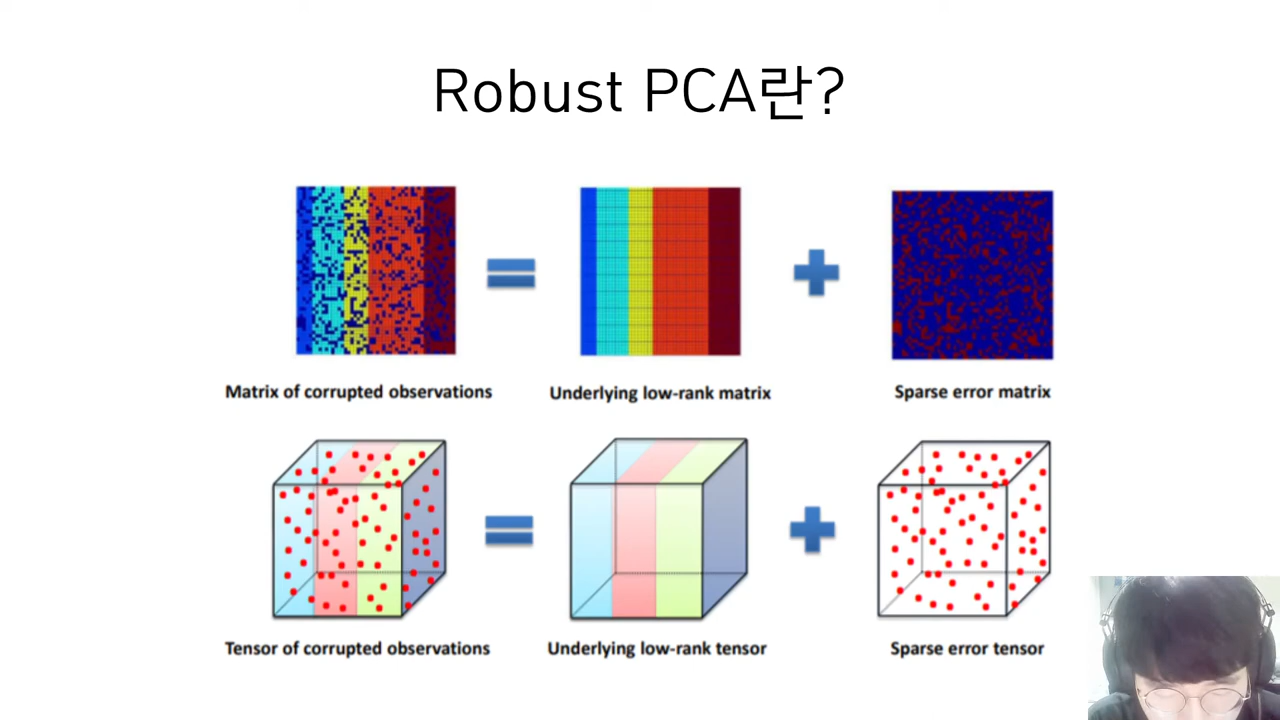 Robust PCA란?
Matrix of corrupted observations
Underlying low-rank matrix
Sparse error matrix
Tensor of corrupted observations
Underlying low-rank tensor
Sparse error tensor